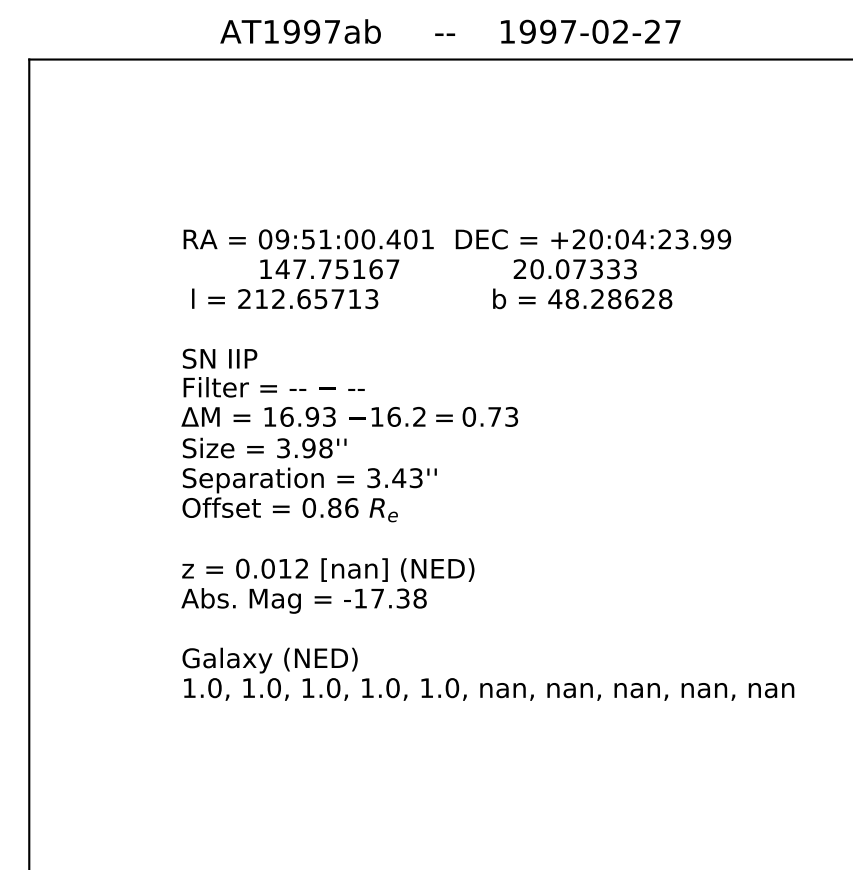 AT1997ab -- 1997-02-27
RA = 09:51:00.401 DEC = +20:04:23.99
147.75167 20.07333
l = 212.65713 b = 48.28628
SN IIP
Filter = -- − --
ΔM = 16.93 −16.2 = 0.73
Size = 3.98''
Separation = 3.43''
Offset = 0.86 Rₑ
z = 0.012 [nan] (NED)
Abs. Mag = -17.38
Galaxy (NED)
1.0, 1.0, 1.0, 1.0, 1.0, nan, nan, nan, nan, nan